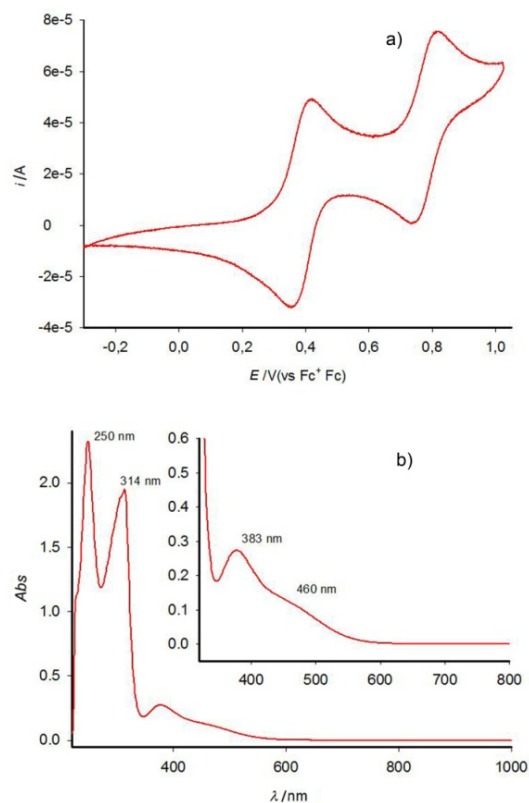 a)
8e-5
6e-5
4e-5
2e-5
0
-2e-5
-4e-5
i /A
-0,2 0,0 0,2 0,4 0,6 0,8 1,0
E /V(vs Fc⁺ Fc)
b)
250 nm
314 nm
2.0
1.5
1.0
0.5
0.0
Abs
0.6
0.5
0.4
0.3
0.2
0.1
0.0
383 nm
460 nm
400 500 600 700 800
400 600 800 1000
λ /nm